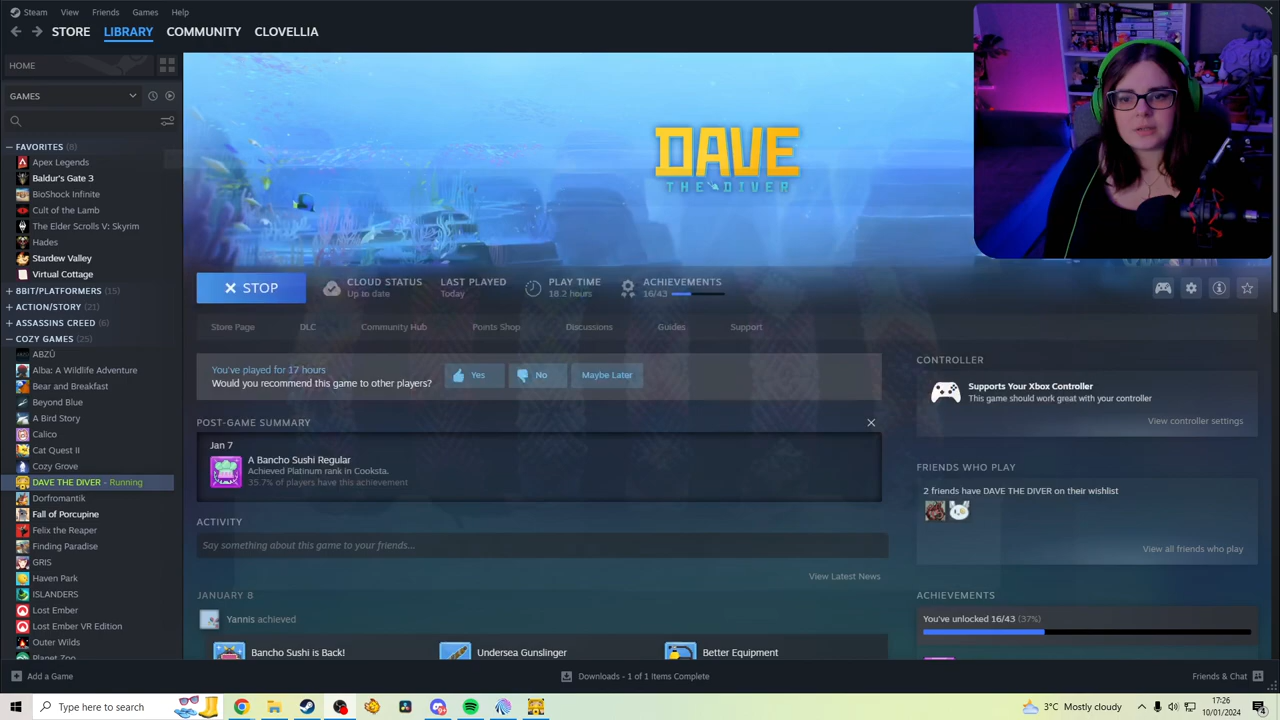 Steam View Friends Games Help
STORE LIBRARY COMMUNITY CLOVELLIA
HOME
GAMES
FAVORITES (8)
Apex Legends
Baldur's Gate 3
BioShock Infinite
Cult of the Lamb
The Elder Scrolls V: Skyrim
Hades
Stardew Valley
Virtual Cottage
8BIT/PLATFORMERS (15)
ACTION/STORY (21)
ASSASSINS CREED (6)
COZY GAMES (25)
ABZÛ
Alba: A Wildlife Adventure
Bear and Breakfast
Beyond Blue
A Bird Story
Calico
Cat Quest II
Cozy Grove
DAVE THE DIVER - Running
Dorfromantik
Fall of Porcupine
Felix the Reaper
Finding Paradise
GRIS
Haven Park
ISLANDERS
Lost Ember
Lost Ember VR Edition
Outer Wilds
Planet Zoo
DAVE
THE DIVER
STOP
CLOUD STATUS
Up to date
LAST PLAYED
Today
PLAY TIME
18.2 hours
ACHIEVEMENTS
16/43
Store Page DLC Community Hub Points Shop Discussions Guides Support
You've played for 17 hours
Would you recommend this game to other players?
Yes No Maybe Later
POST-GAME SUMMARY
Jan 7
A Bancho Sushi Regular
Achieved Platinum rank in Cooksta.
35.7% of players have this achievement
ACTIVITY
Say something about this game to your friends...
View Latest News
JANUARY 8
Yannis achieved
Bancho Sushi is Back! Undersea Gunslinger Better Equipment
CONTROLLER
Supports Your Xbox Controller
This game should work great with your controller
View controller settings
FRIENDS WHO PLAY
2 friends have DAVE THE DIVER on their wishlist
View all friends who play
ACHIEVEMENTS
You've unlocked 16/43 (37%)
Add a Game Downloads - 1 of 1 Items Complete Friends & Chat
Type here to search
3°C Mostly cloudy
17:26
10/01/2024
4